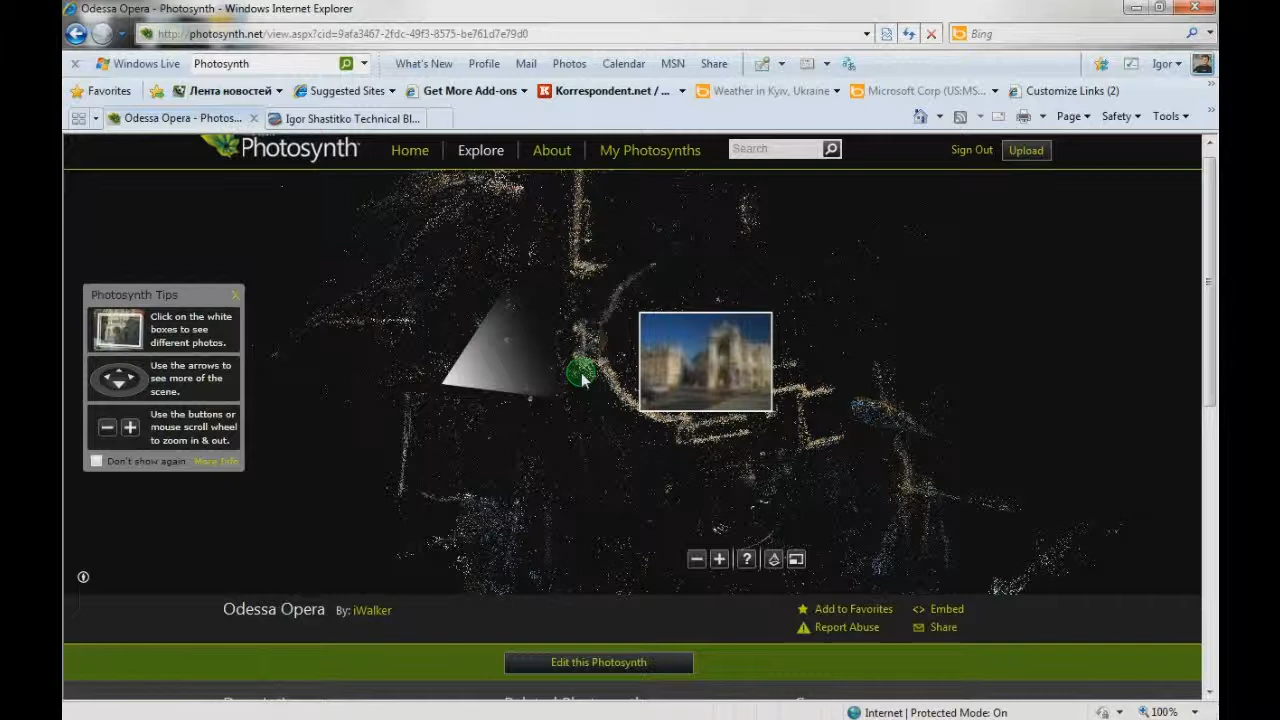 Odessa Opera - Photosynth - Windows Internet Explorer
http://photosynth.net/view.aspx?cid=9afa3467-2fdc-49f3-8575-be761d7e79d0
Bing
Windows Live
Photosynth
What's New
Profile
Mail
Photos
Calendar
MSN
Share
Igor
Favorites
Лента новостей
Suggested Sites
Get More Add-ons
Korrespondent.net / ...
Weather in Kyiv, Ukraine
Microsoft Corp (US:MS...
Customize Links (2)
Odessa Opera - Photos...
Igor Shastitko Technical Bl...
Page
Safety
Tools
Photosynth
Home
Explore
About
My Photosynths
Search
Sign Out
Upload
Photosynth Tips
Click on the white
boxes to see
different photos.
Use the arrows to
see more of the
scene.
Use the buttons or
mouse scroll wheel
to zoom in & out.
Don't show again
More Info
Odessa Opera
By: iWalker
Add to Favorites
Embed
Report Abuse
Share
Edit this Photosynth
Internet | Protected Mode: On
100%